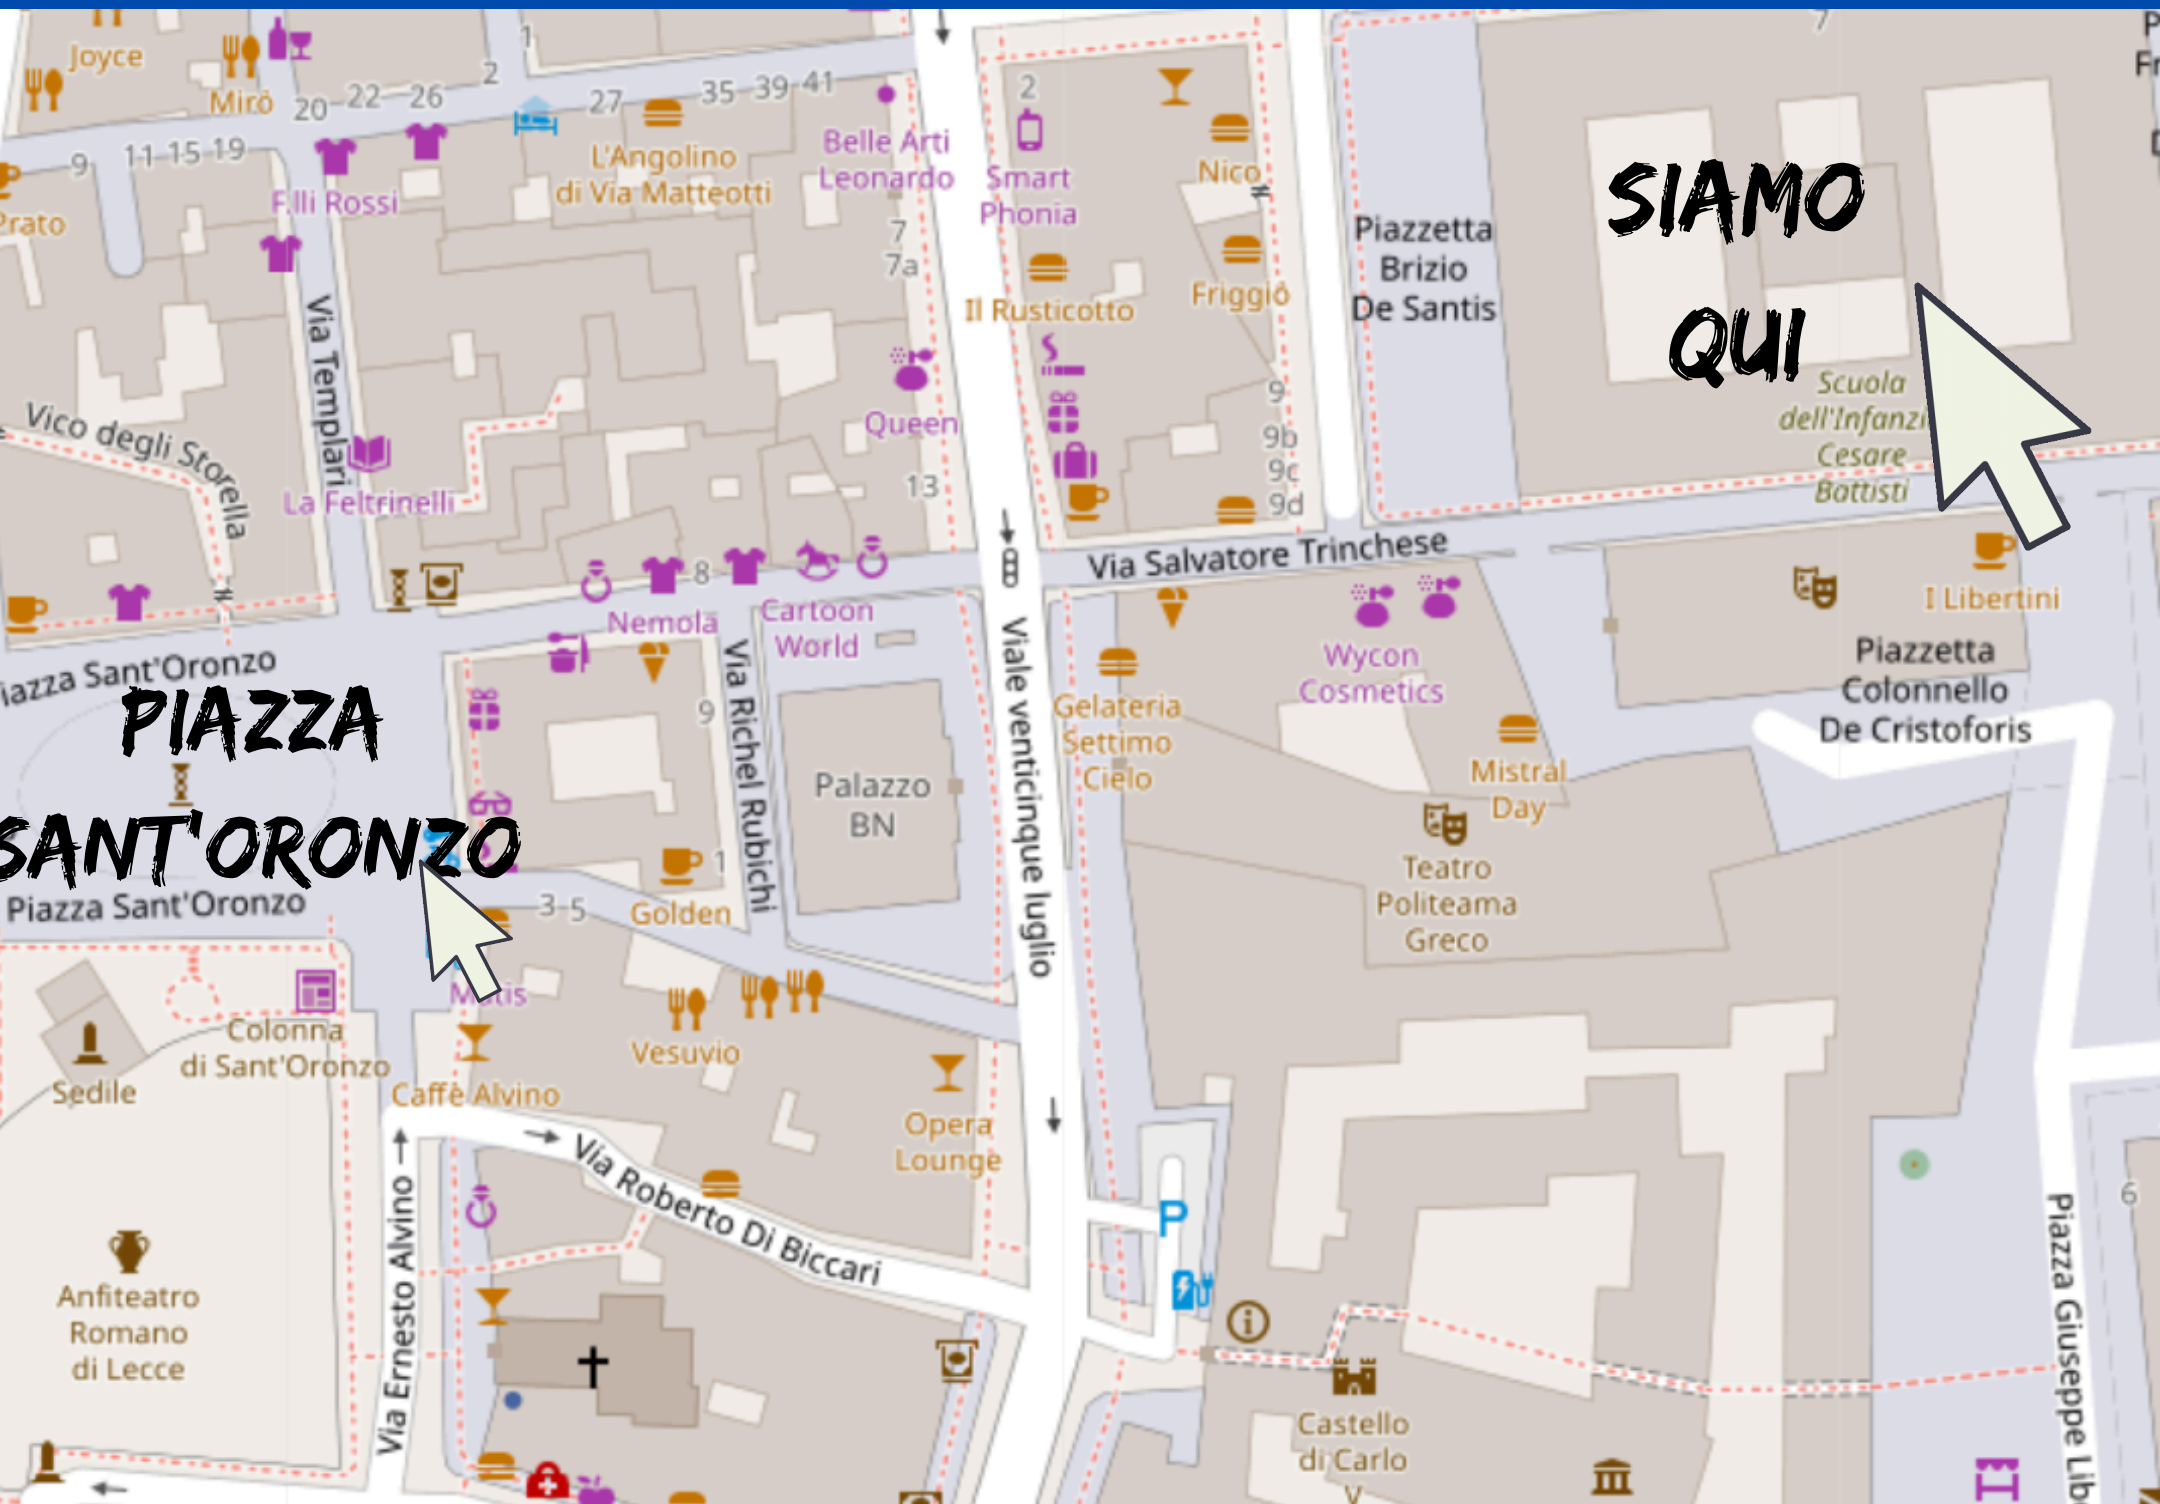 Joyce
Mirò
1
2
20
22
26
27
35
39
41
9
11
15
19
Prato
F.lli Rossi
L'Angolino
di Via Matteotti
Belle Arti
Leonardo
7
7a
2
Smart
Phonia
Nico
Il Rusticotto
Friggiò
Piazzetta
Brizio
De Santis
7
SIAMO
QUI
Scuola
dell'Infanzi
Cesare
Battisti
Via Templari
Vico degli Storella
La Feltrinelli
Queen
13
9
9b
9c
9d
Via Salvatore Trinchese
8
Nemola
Cartoon
World
Via Richel Rubichi
9
1
Palazzo
BN
Viale venticinque luglio
Gelateria
Settimo
Cielo
Wycon
Cosmetics
Mistral
Day
Teatro
Politeama
Greco
I Libertini
Piazzetta
Colonnello
De Cristoforis
iazza Sant'Oronzo
PIAZZA
SANT'ORONZO
Piazza Sant'Oronzo
3
5
Golden
Matis
Colonna
di Sant'Oronzo
Sedile
Caffè Alvino
Vesuvio
Opera
Lounge
Via Roberto Di Biccari
Via Ernesto Alvino
Anfiteatro
Romano
di Lecce
P
Castello
di Carlo
V
6
Piazza Giuseppe Lib